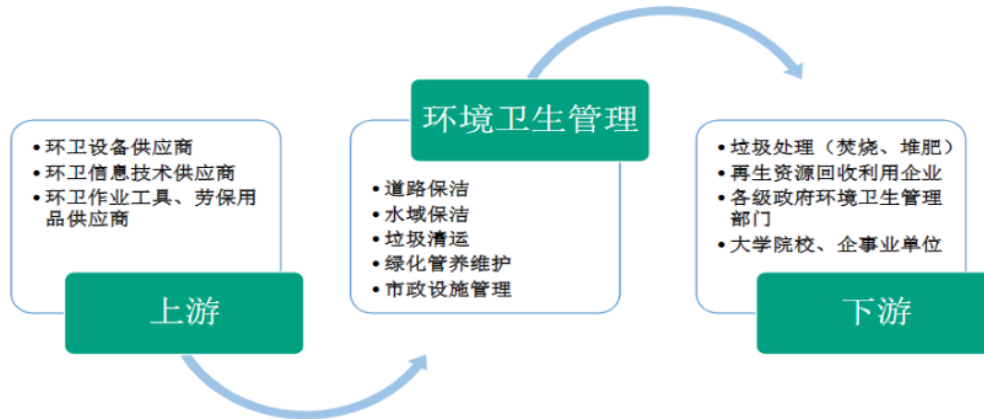 • 环卫设备供应商
• 环卫信息技术供应商
• 环卫作业工具、劳保用
品供应商
上游
环境卫生管理
• 道路保洁
• 水域保洁
• 垃圾清运
• 绿化管养维护
• 市政设施管理
• 垃圾处理（焚烧、堆肥）
• 再生资源回收利用企业
• 各级政府环境卫生管理
部门
• 大学院校、企事业单位
下游